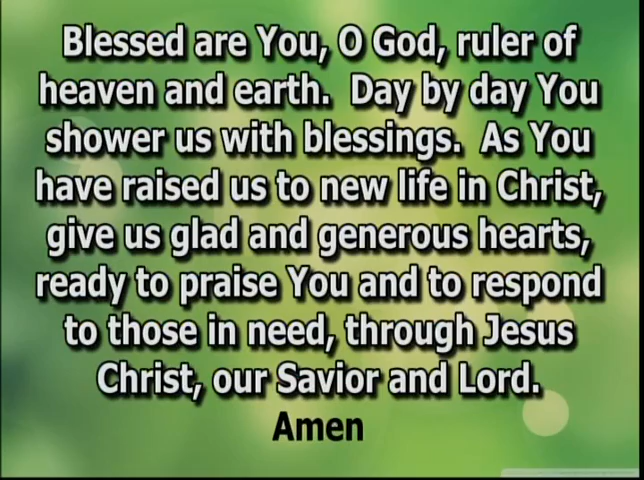 Blessed are You, O God, ruler of
heaven and earth.  Day by day You
shower us with blessings.  As You
have raised us to new life in Christ,
give us glad and generous hearts,
ready to praise You and to respond
to those in need, through Jesus
Christ, our Savior and Lord.
Amen